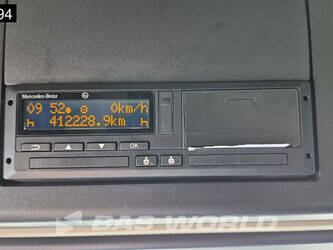 94
Mercedes-Benz
09 52 0km/h
412228.9km
OK
BAS WORLD